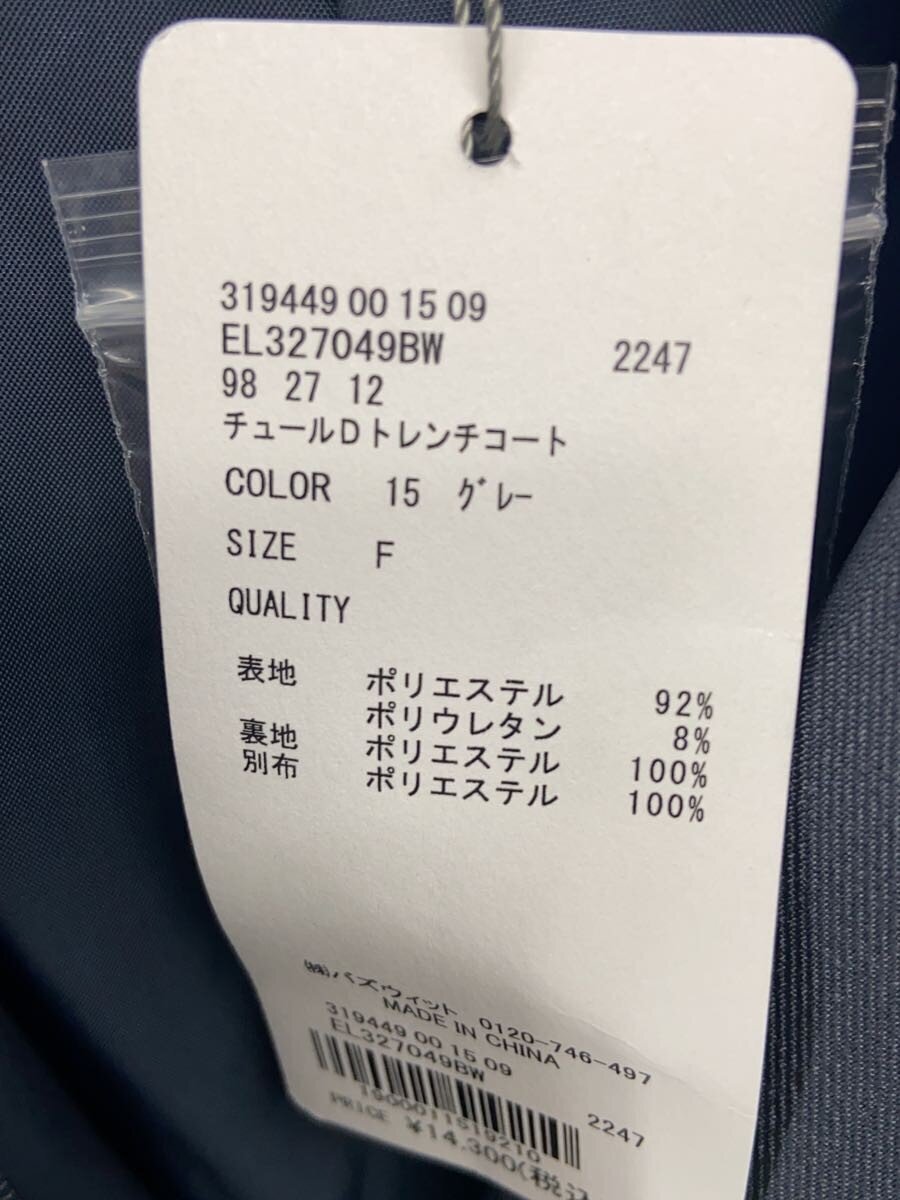 319449 00 15 09
EL327049BW 2247
98 27 12
チュールDトレンチコート
COLOR 15 グレー
SIZE F
QUALITY
表地 ポリエステル 92%
ポリウレタン 8%
裏地 ポリエステル 100%
別布 ポリエステル 100%
㈱バズウィット 0120-746-497
MADE IN CHINA
319449 00 15 09
EL327049BW 2247
1900011519210
PRICE ¥14,300(税込